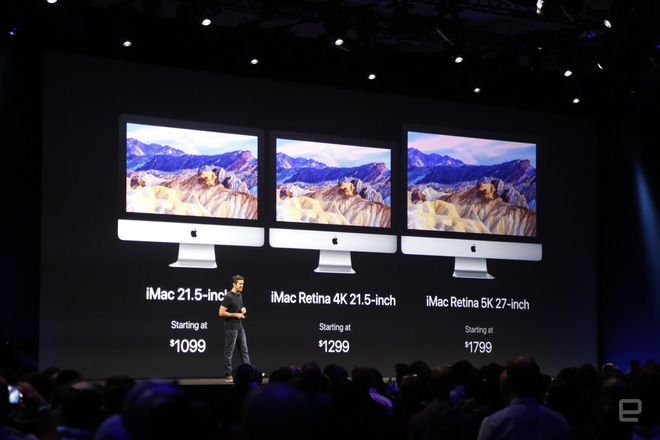 iMac 21.5-inch
Starting at
$1099
iMac Retina 4K 21.5-inch
Starting at
$1299
iMac Retina 5K 27-inch
Starting at
$1799
e